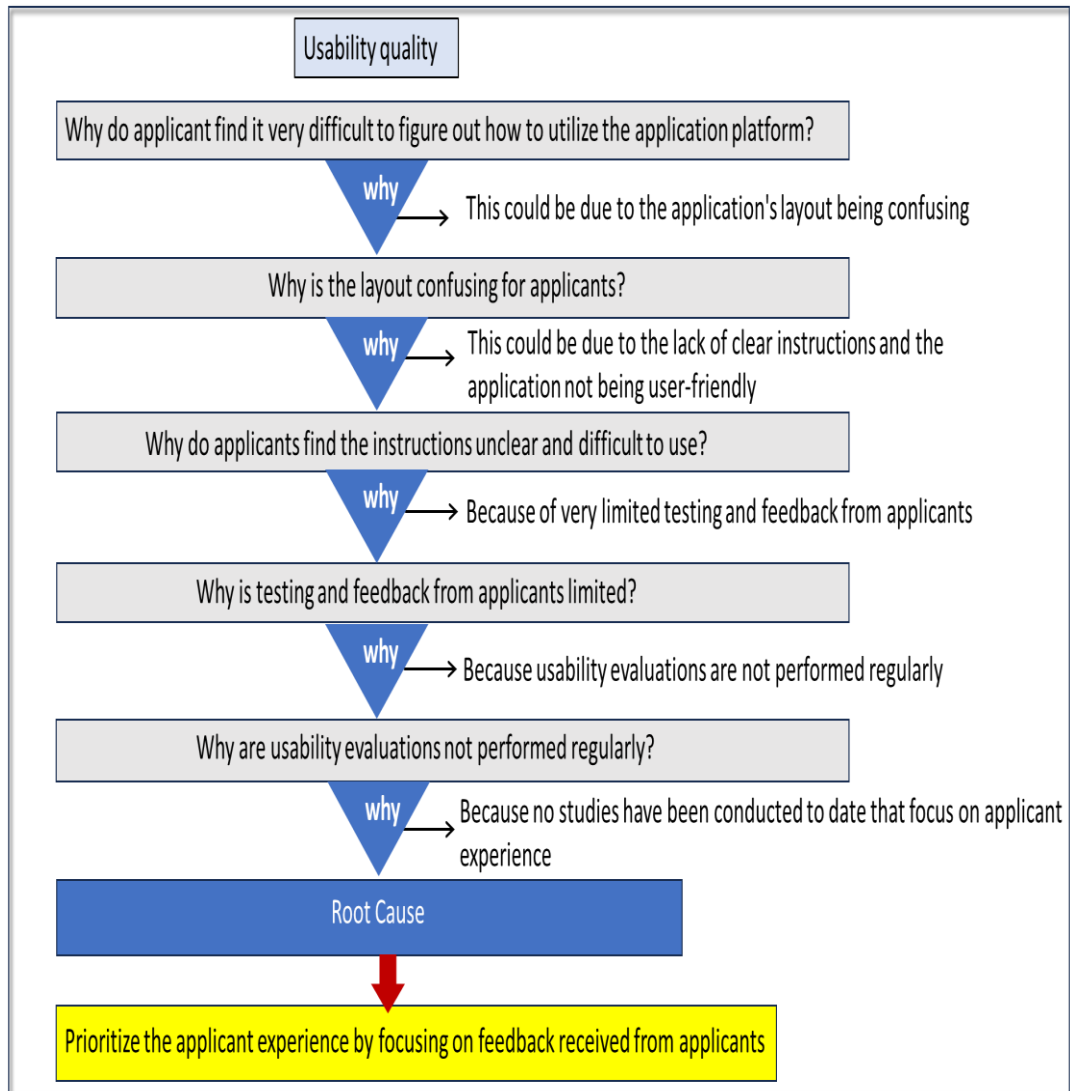 Usability quality
Why do applicant find it very difficult to figure out how to utilize the application platform?
why
This could be due to the application's layout being confusing
Why is the layout confusing for applicants?
why
This could be due to the lack of clear instructions and the
application not being user-friendly
Why do applicants find the instructions unclear and difficult to use?
why
Because of very limited testing and feedback from applicants
Why is testing and feedback from applicants limited?
why
Because usability evaluations are not performed regularly
Why are usability evaluations not performed regularly?
why
Because no studies have been conducted to date that focus on applicant
experience
Root Cause
Prioritize the applicant experience by focusing on feedback received from applicants